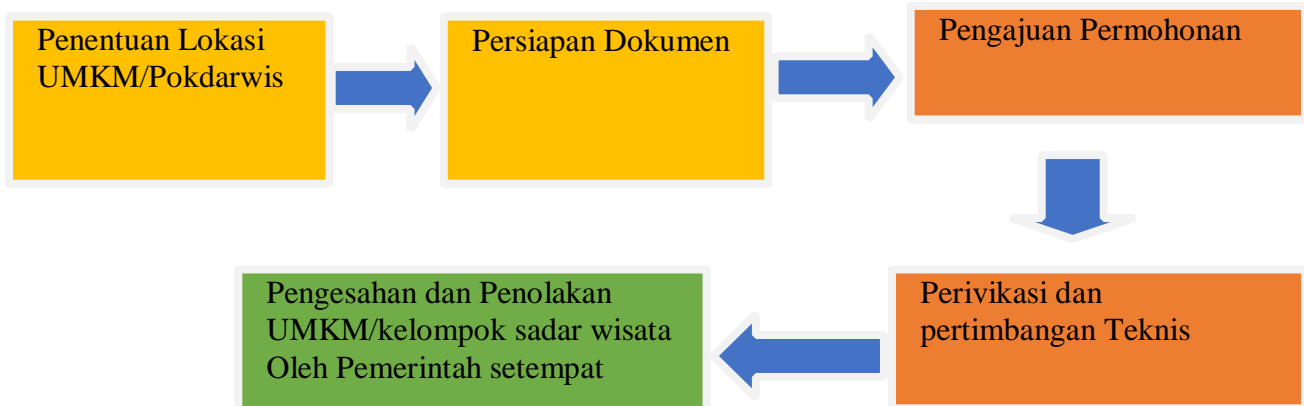 Penentuan Lokasi
UMKM/Pokdarwis
Persiapan Dokumen
Pengajuan Permohonan
Perivikasi dan
pertimbangan Teknis
Pengesahan dan Penolakan
UMKM/kelompok sadar wisata
Oleh Pemerintah setempat